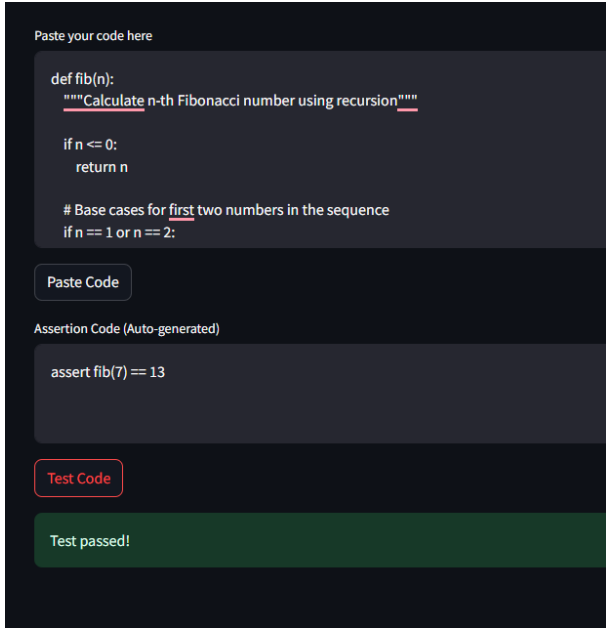 Paste your code here
def fib(n):
"""Calculate n-th Fibonacci number using recursion"""
if n <= 0:
return n
# Base cases for first two numbers in the sequence
if n == 1 or n == 2:
Paste Code
Assertion Code (Auto-generated)
assert fib(7) == 13
Test Code
Test passed!